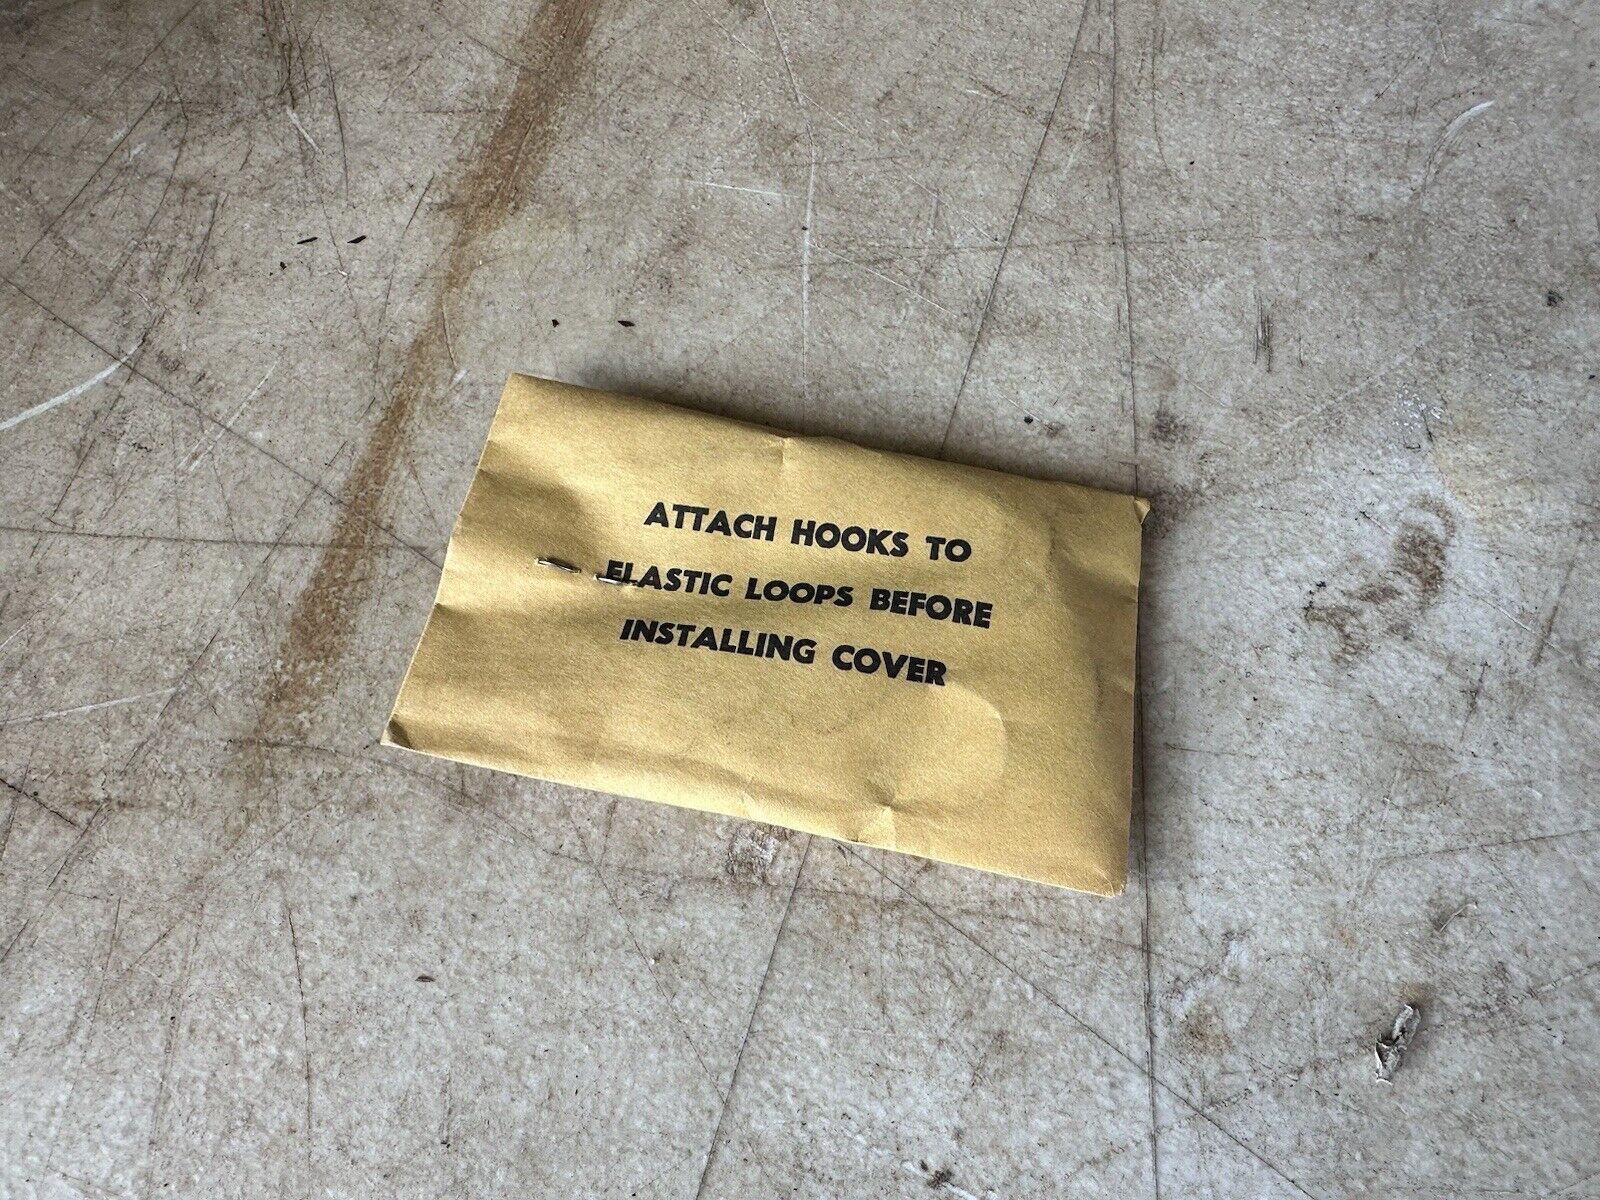 ATTACH HOOKS TO
ELASTIC LOOPS BEFORE
INSTALLING COVER